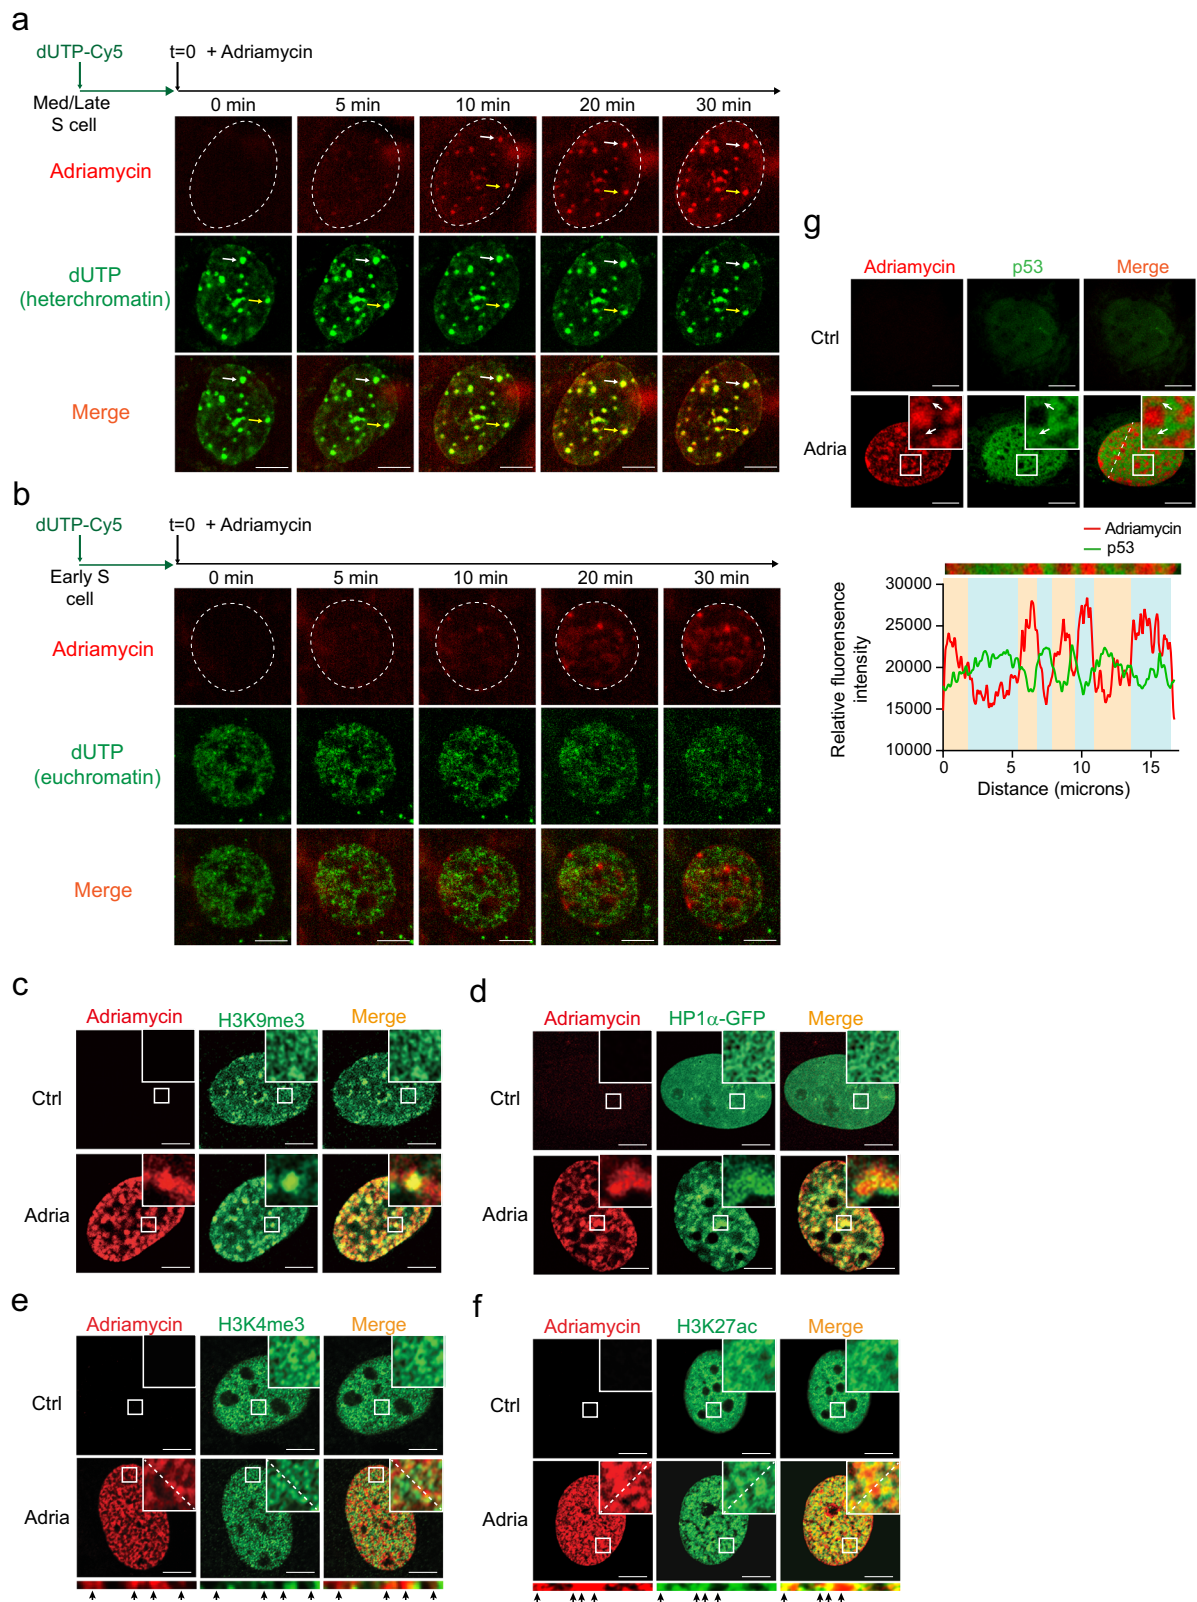 a
dUTP-Cy5
t=0 + Adriamycin
Med/Late
S cell
0 min
5 min
10 min
20 min
30 min
Adriamycin
dUTP
(heterchromatin)
Merge
b
dUTP-Cy5
t=0 + Adriamycin
Early S
cell
0 min
5 min
10 min
20 min
30 min
Adriamycin
dUTP
(euchromatin)
Merge
c
Adriamycin
H3K9me3
Merge
Ctrl
Adria
d
Adriamycin
HP1α-GFP
Merge
Ctrl
Adria
e
Adriamycin
H3K4me3
Merge
Ctrl
Adria
f
Adriamycin
H3K27ac
Merge
Ctrl
Adria
g
Adriamycin
p53
Merge
Ctrl
Adria
Adriamycin
p53
Relative fluorensence
intensity
30000
25000
20000
15000
10000
0
5
10
15
Distance (microns)